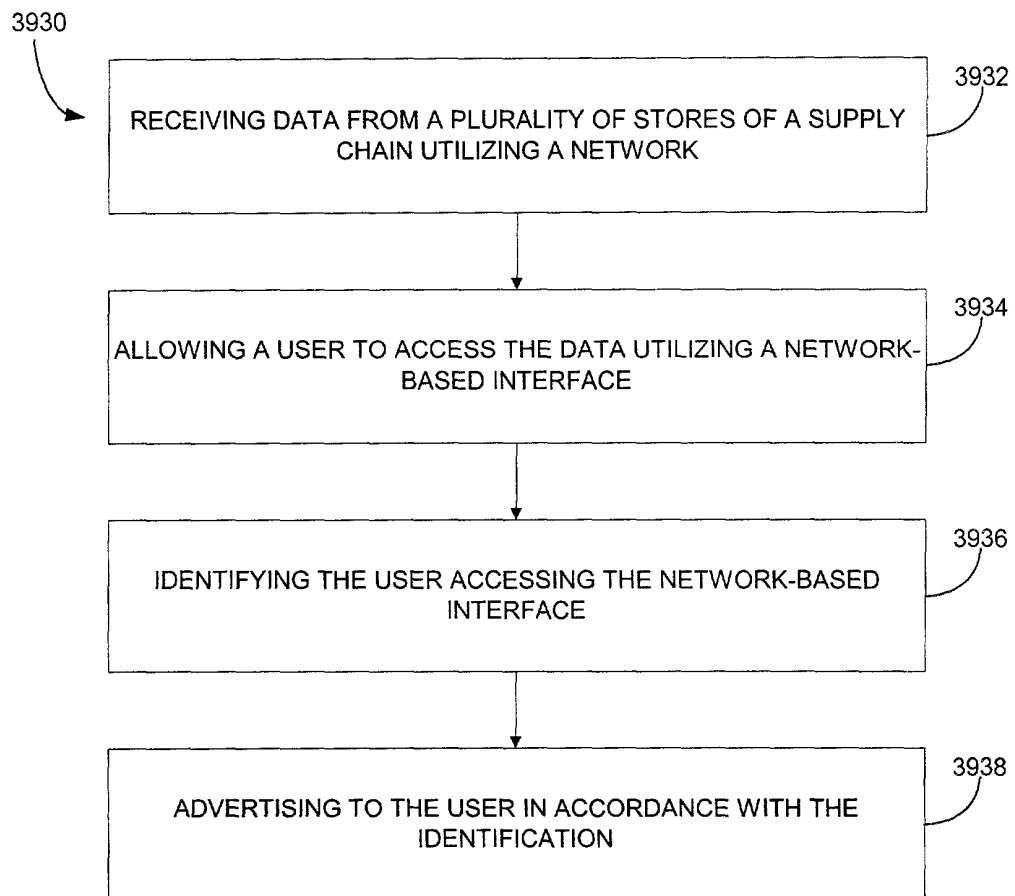 3930
3932
RECEIVING DATA FROM A PLURALITY OF STORES OF A SUPPLY
CHAIN UTILIZING A NETWORK
3934
ALLOWING A USER TO ACCESS THE DATA UTILIZING A NETWORK-
BASED INTERFACE
3936
IDENTIFYING THE USER ACCESSING THE NETWORK-BASED
INTERFACE
3938
ADVERTISING TO THE USER IN ACCORDANCE WITH THE
IDENTIFICATION